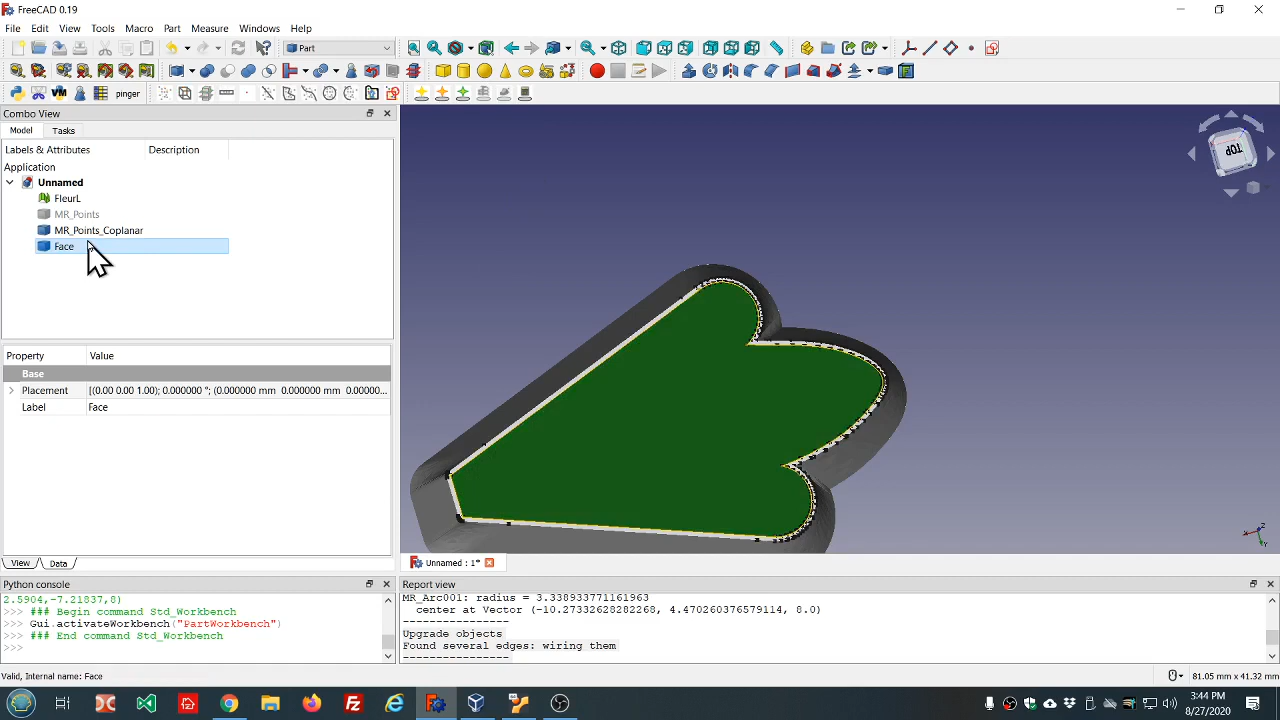 FreeCAD 0.19
File Edit View Tools Macro Part Measure Windows Help
Part
pinger
Combo View
Model Tasks
Labels & Attributes Description
Application
Unnamed
FleurL
MR_Points
MR_Points_Coplanar
Face
TOP
Property Value
Base
Placement [(0.00 0.00 1.00); 0.000000 °; (0.000000 mm 0.000000 mm 0.00000...
Label Face
View Data
Unnamed : 1*
Python console
2.5904,-7.21837,8)
>>> ### Begin command Std_Workbench
>>> Gui.activateWorkbench("PartWorkbench")
>>> ### End command Std_Workbench
>>>
Report view
MR_Arc001: radius = 3.338933771161963
center at Vector (-10.27332628282268, 4.470260376579114, 8.0)
----------------
Upgrade objects
Found several edges: wiring them
----------------
Valid, Internal name: Face
81.05 mm x 41.32 mm
3:44 PM
8/27/2020